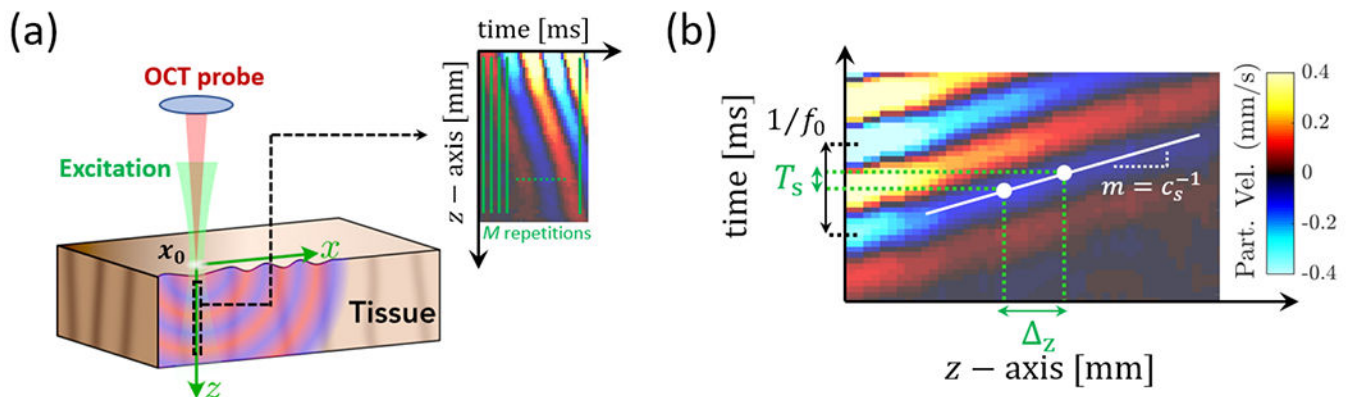 (a)
OCT probe
Excitation
x₀
x
Tissue
z
time [ms]
z − axis [mm]
M repetitions
(b)
time [ms]
1/f₀
Tₛ
m = cₛ⁻¹
Δz
z − axis [mm]
Part. Vel. (mm/s)
0.4
0.2
0
-0.2
-0.4